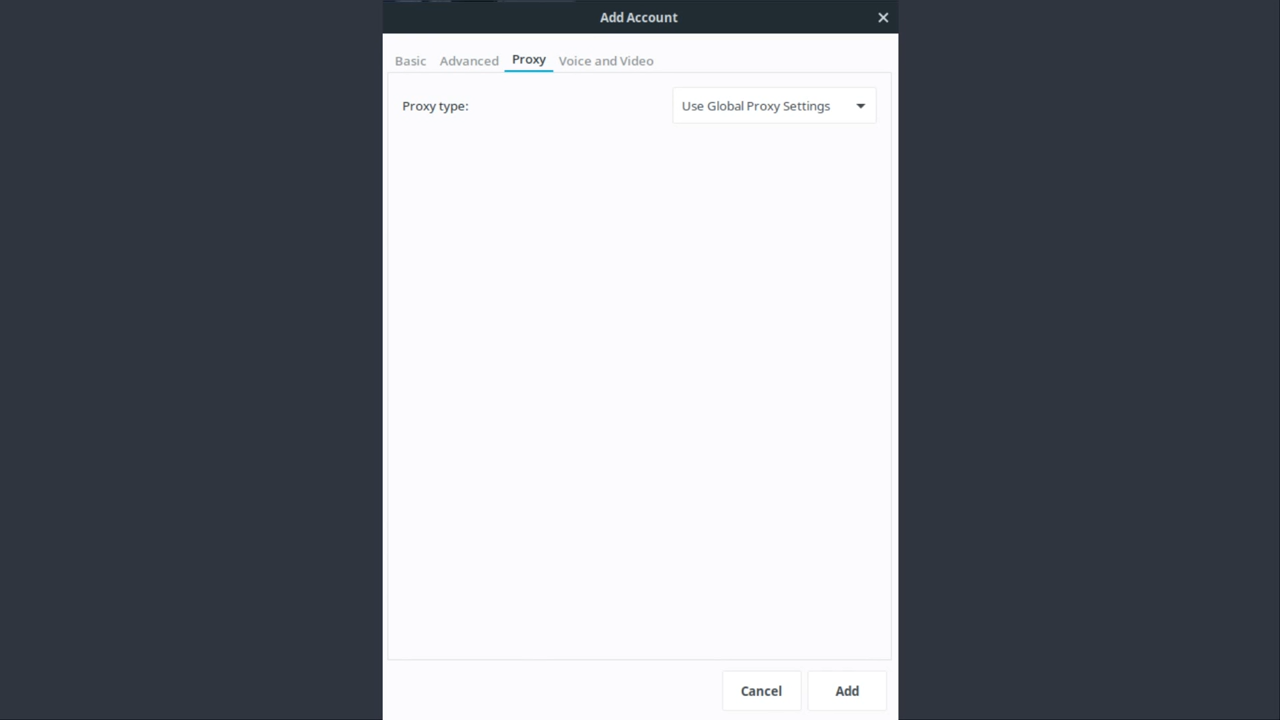 Add Account
Basic Advanced Proxy Voice and Video
Proxy type: Use Global Proxy Settings
Cancel Add